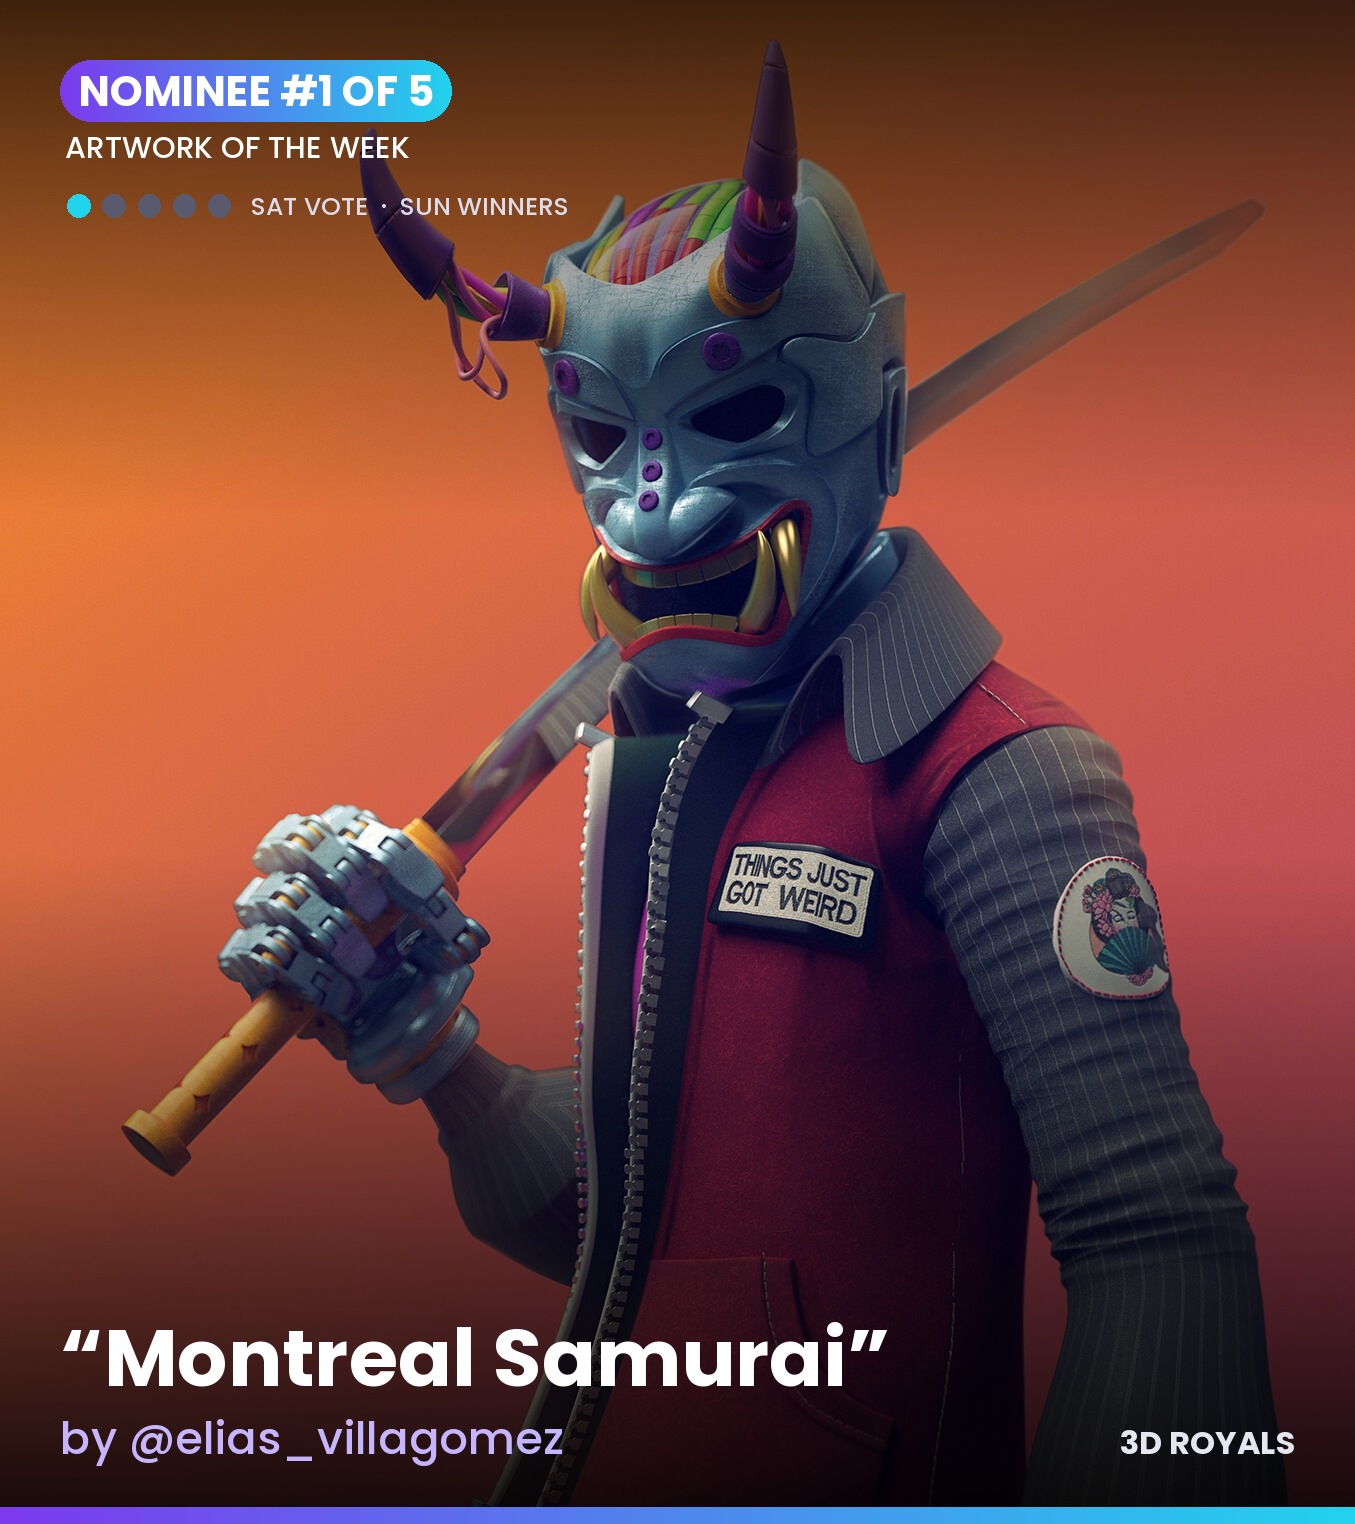 NOMINEE #1 OF 5
ARTWORK OF THE WEEK
SAT VOTE · SUN WINNERS
THINGS JUST
GOT WEIRD
“Montreal Samurai”
by @elias_villagomez
3D ROYALS